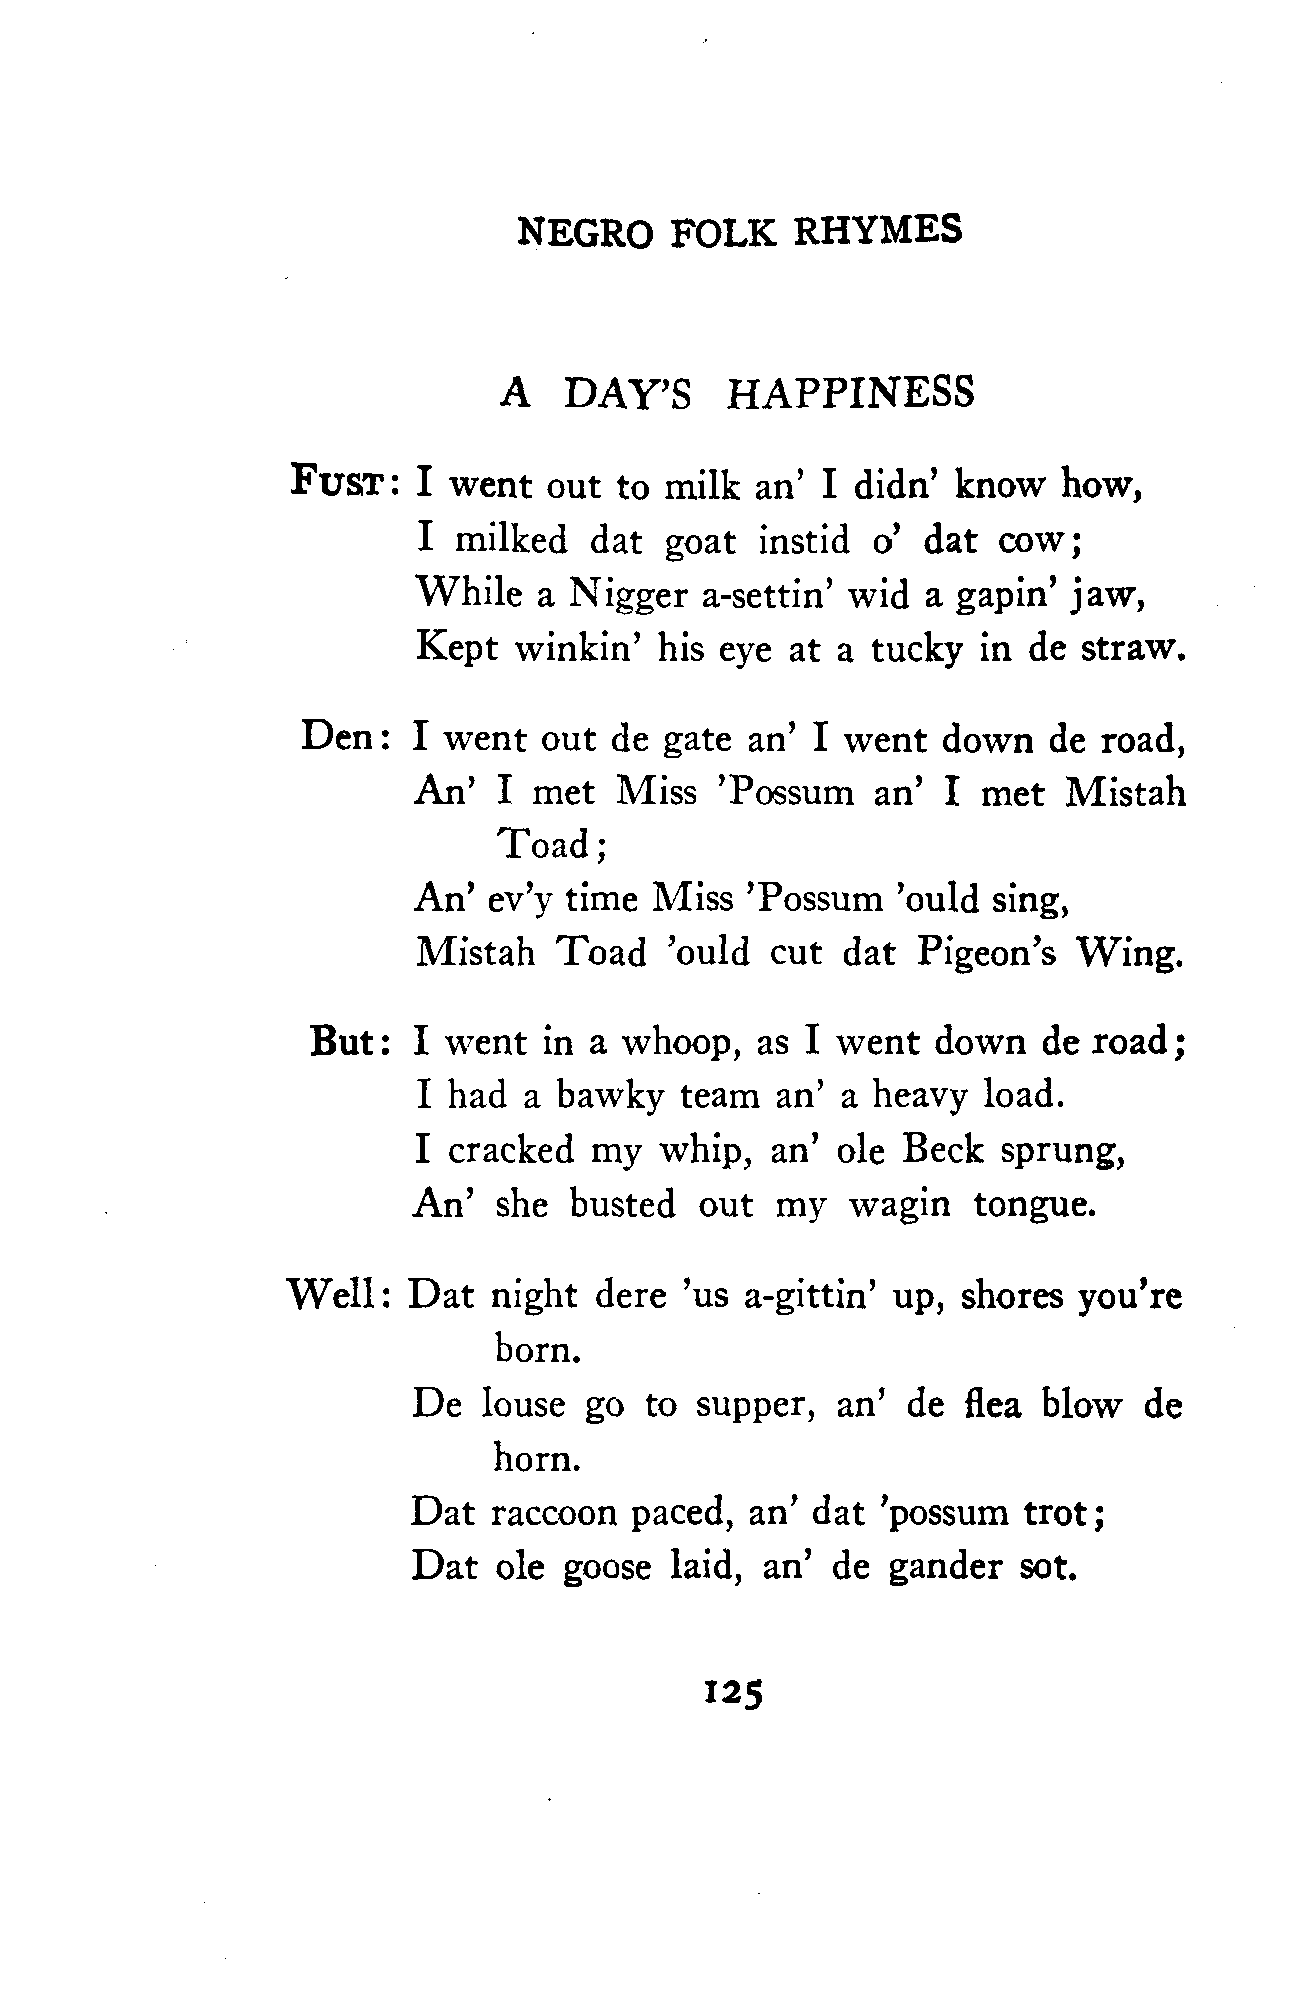 NEGRO FOLK RHYMES
A DAY'S HAPPINESS
FUST: I went out to milk an' I didn' know how,
I milked dat goat instid o' dat cow;
While a Nigger a-settin' wid a gapin' jaw,
Kept winkin' his eye at a tucky in de straw.
Den: I went out de gate an' I went down de road,
An' I met Miss 'Possum an' I met Mistah
Toad;
An' ev'y time Miss 'Possum 'ould sing,
Mistah Toad 'ould cut dat Pigeon's Wing.
But: I went in a whoop, as I went down de road;
I had a bawky team an' a heavy load.
I cracked my whip, an' ole Beck sprung,
An' she busted out my wagin tongue.
Well: Dat night dere 'us a-gittin' up, shores you're
born.
De louse go to supper, an' de flea blow de
horn.
Dat raccoon paced, an' dat 'possum trot;
Dat ole goose laid, an' de gander sot.
125